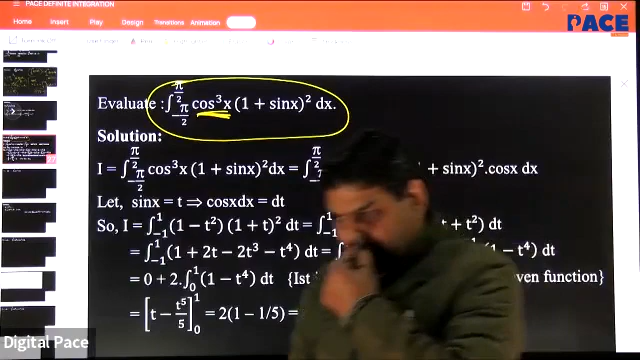 PACE DEFINITE INTEGRATION
Home Insert Play Design Transitions Animation
PACE
27
Evaluate : ∫_{-π/2}^{π/2} cos³x (1 + sinx)² dx.
Solution:
I = ∫_{-π/2}^{π/2} cos³x (1 + sinx)²dx = ∫ + sinx)².cosx dx
Let, sinx = t ⇒ cosxdx = dt
So, I = ∫_{-1}^{1} (1 − t²) (1 + t)² dt = ∫_{-1} t + t²) dt
= ∫_{-1}^{1} (1 + 2t − 2t³ − t⁴) dt = ∫ (1 − t⁴) dt
= 0 + 2. ∫_{0}^{1} (1 − t⁴) dt {Ist i ven function}
= [t − t⁵/5]_{0}^{1} = 2(1 − 1/5) =
Digital Pace